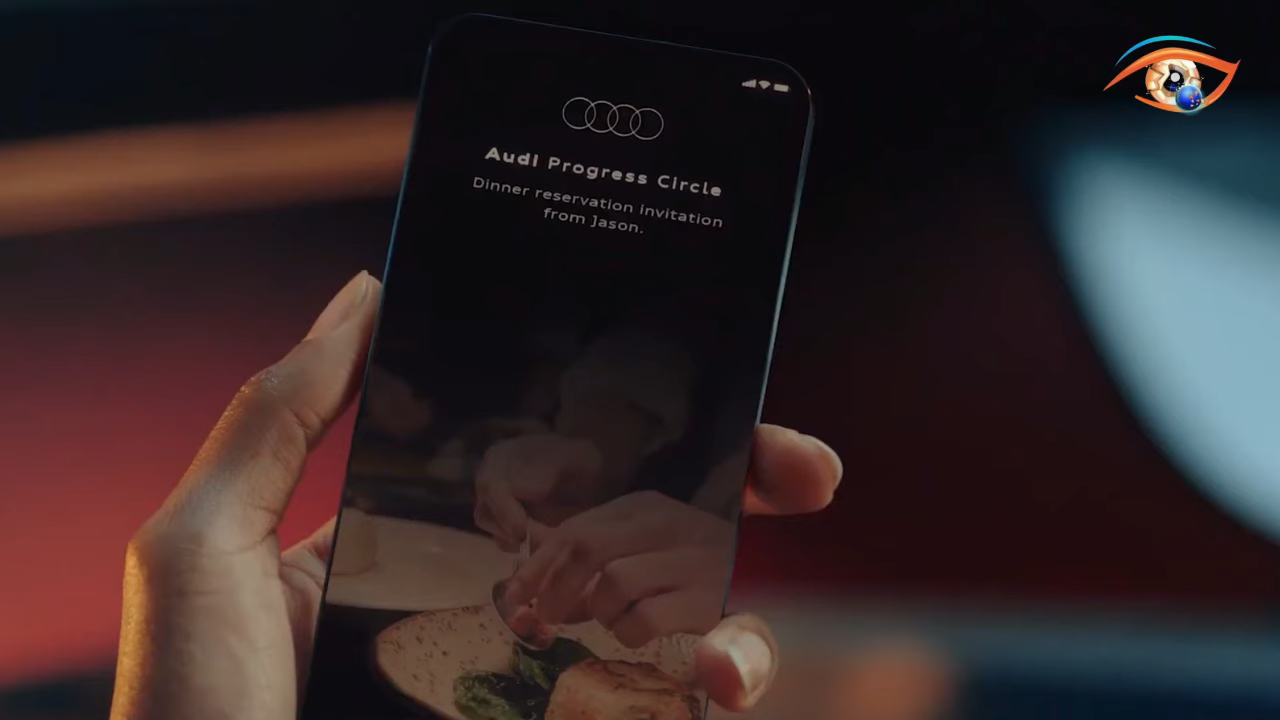 Audi Progress Circle
Dinner reservation invitation
from Jason.